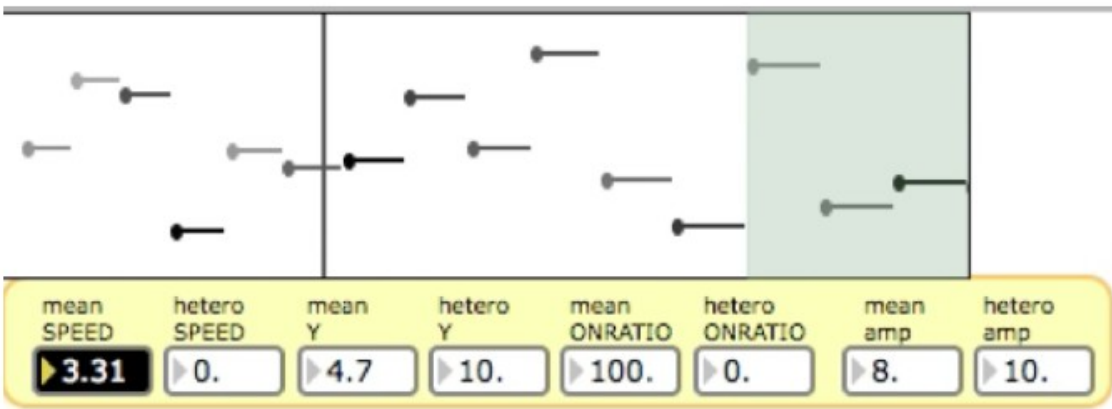 mean hetero mean hetero mean hetero mean hetero
SPEED SPEED Y Y ONRATIO ONRATIO amp amp
3.31 0. 4.7 10. 100. 0. 8. 10.